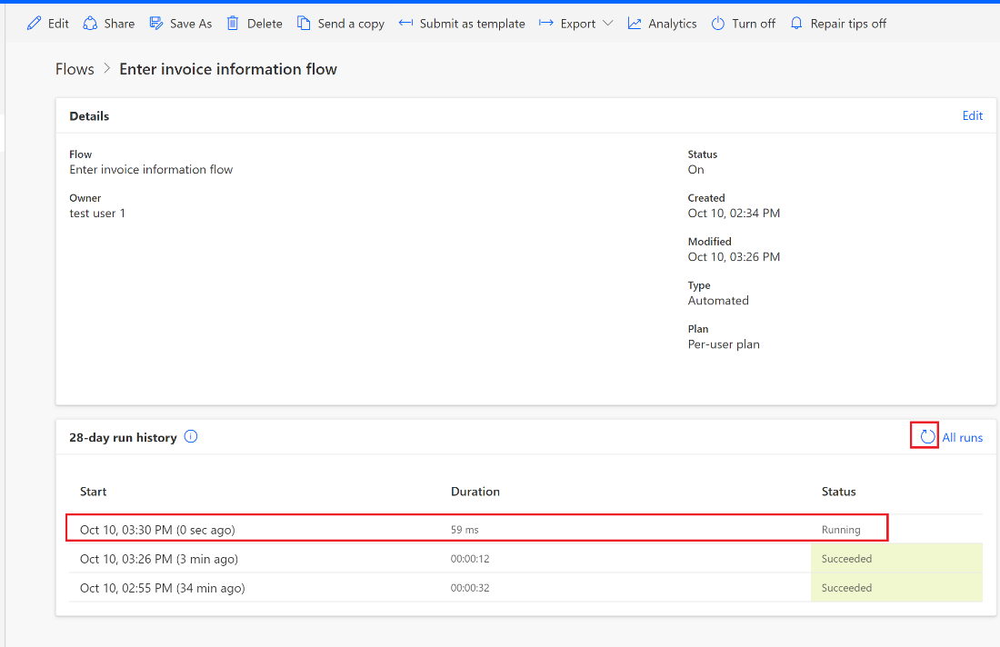 Edit Share Save As Delete Send a copy Submit as template Export Analytics Turn off Repair tips off
Flows > Enter invoice information flow
Details Edit
Flow
Enter invoice information flow
Owner
test user 1
Status
On
Created
Oct 10, 02:34 PM
Modified
Oct 10, 03:26 PM
Type
Automated
Plan
Per-user plan
28-day run history All runs
Start Duration Status
Oct 10, 03:30 PM (0 sec ago) 59 ms Running
Oct 10, 03:26 PM (3 min ago) 00:00:12 Succeeded
Oct 10, 02:55 PM (34 min ago) 00:00:32 Succeeded